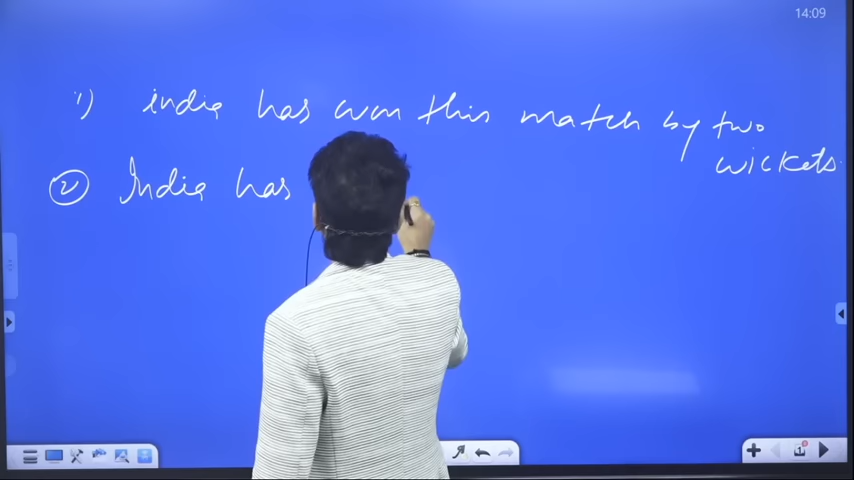 14:09
1) india has won this match by two
wickets.
2) India has